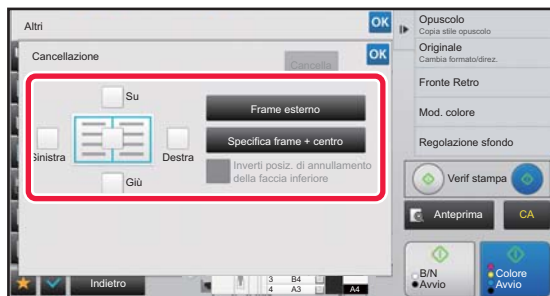 Altri
OK
Cancellazione
Cancella
OK
Su
Sinistra
Destra
Giù
Frame esterno
Specifica frame + centro
Inverti posiz. di annullamento
della faccia inferiore
Indietro
3 B4
4 A3
A4
Opuscolo
Copia stile opuscolo
Originale
Cambia formato/direz.
Fronte Retro
Mod. colore
Regolazione sfondo
Verif stampa
Anteprima
CA
B/N
Avvio
Colore
Avvio